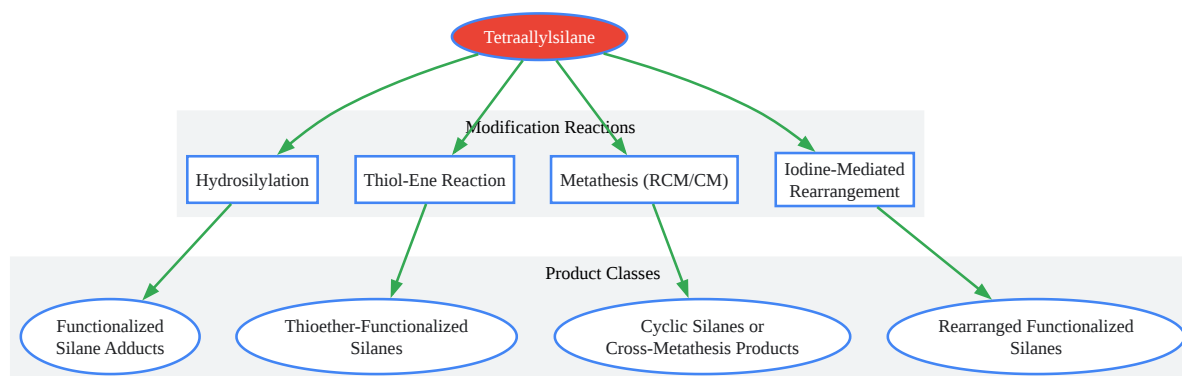 Tetraallylsilane
Modification Reactions
Hydrosilylation
Thiol-Ene Reaction
Metathesis (RCM/CM)
Iodine-Mediated
Rearrangement
Product Classes
Functionalized
Silane Adducts
Thioether-Functionalized
Silanes
Cyclic Silanes or
Cross-Metathesis Products
Rearranged Functionalized
Silanes